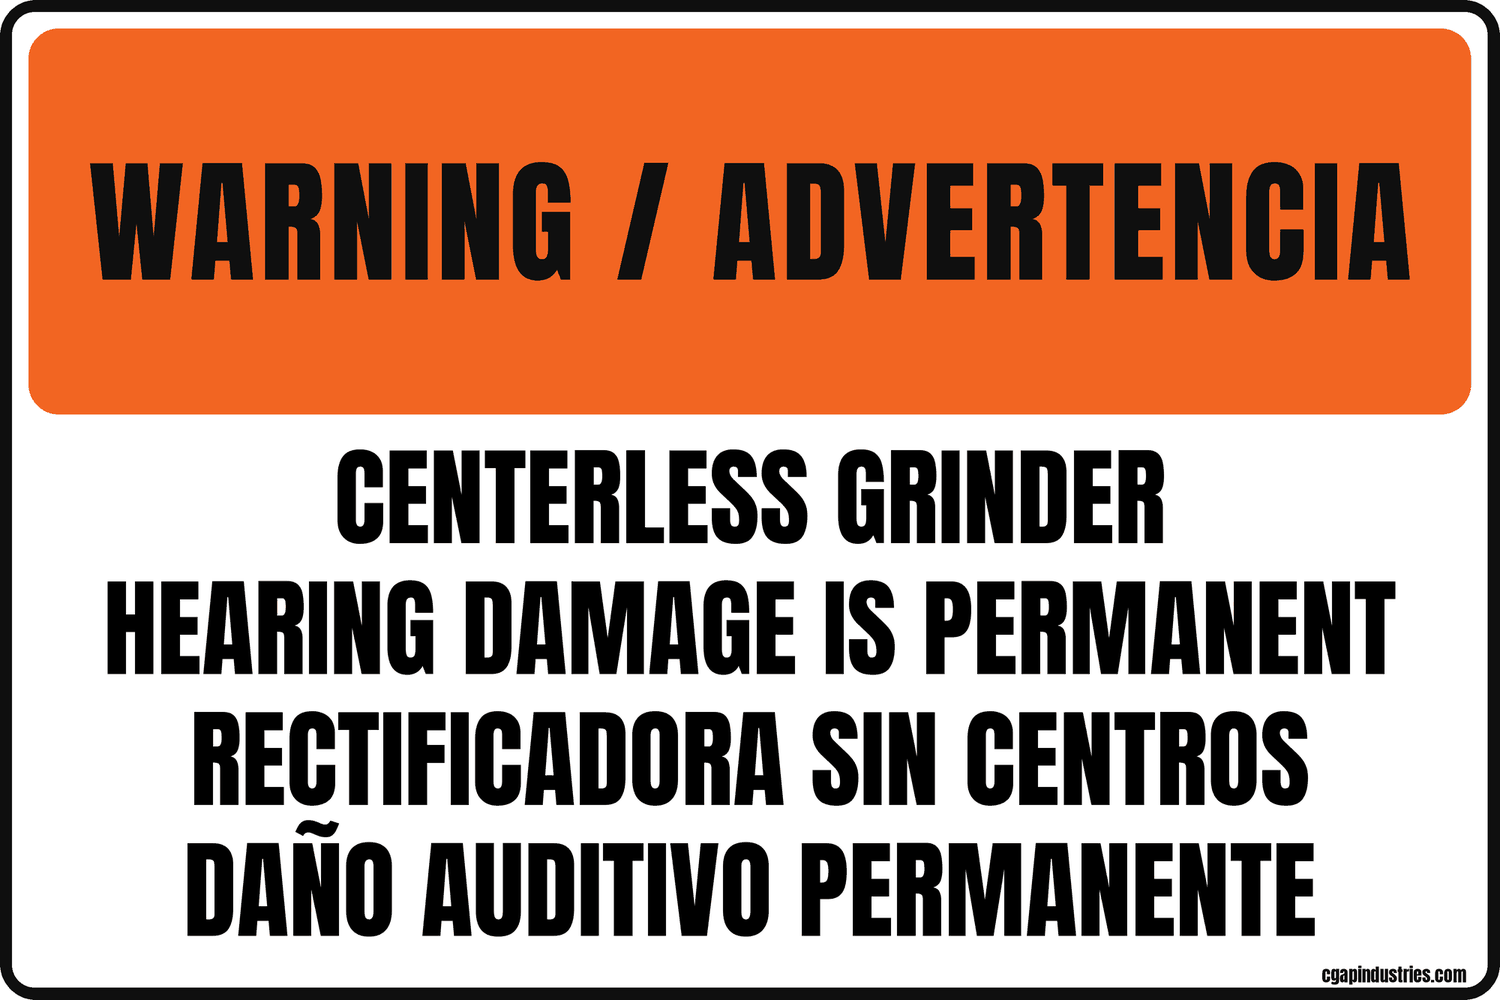 WARNING / ADVERTENCIA
CENTERLESS GRINDER
HEARING DAMAGE IS PERMANENT
RECTIFICADORA SIN CENTROS
DAÑO AUDITIVO PERMANENTE
cgapindustries.com